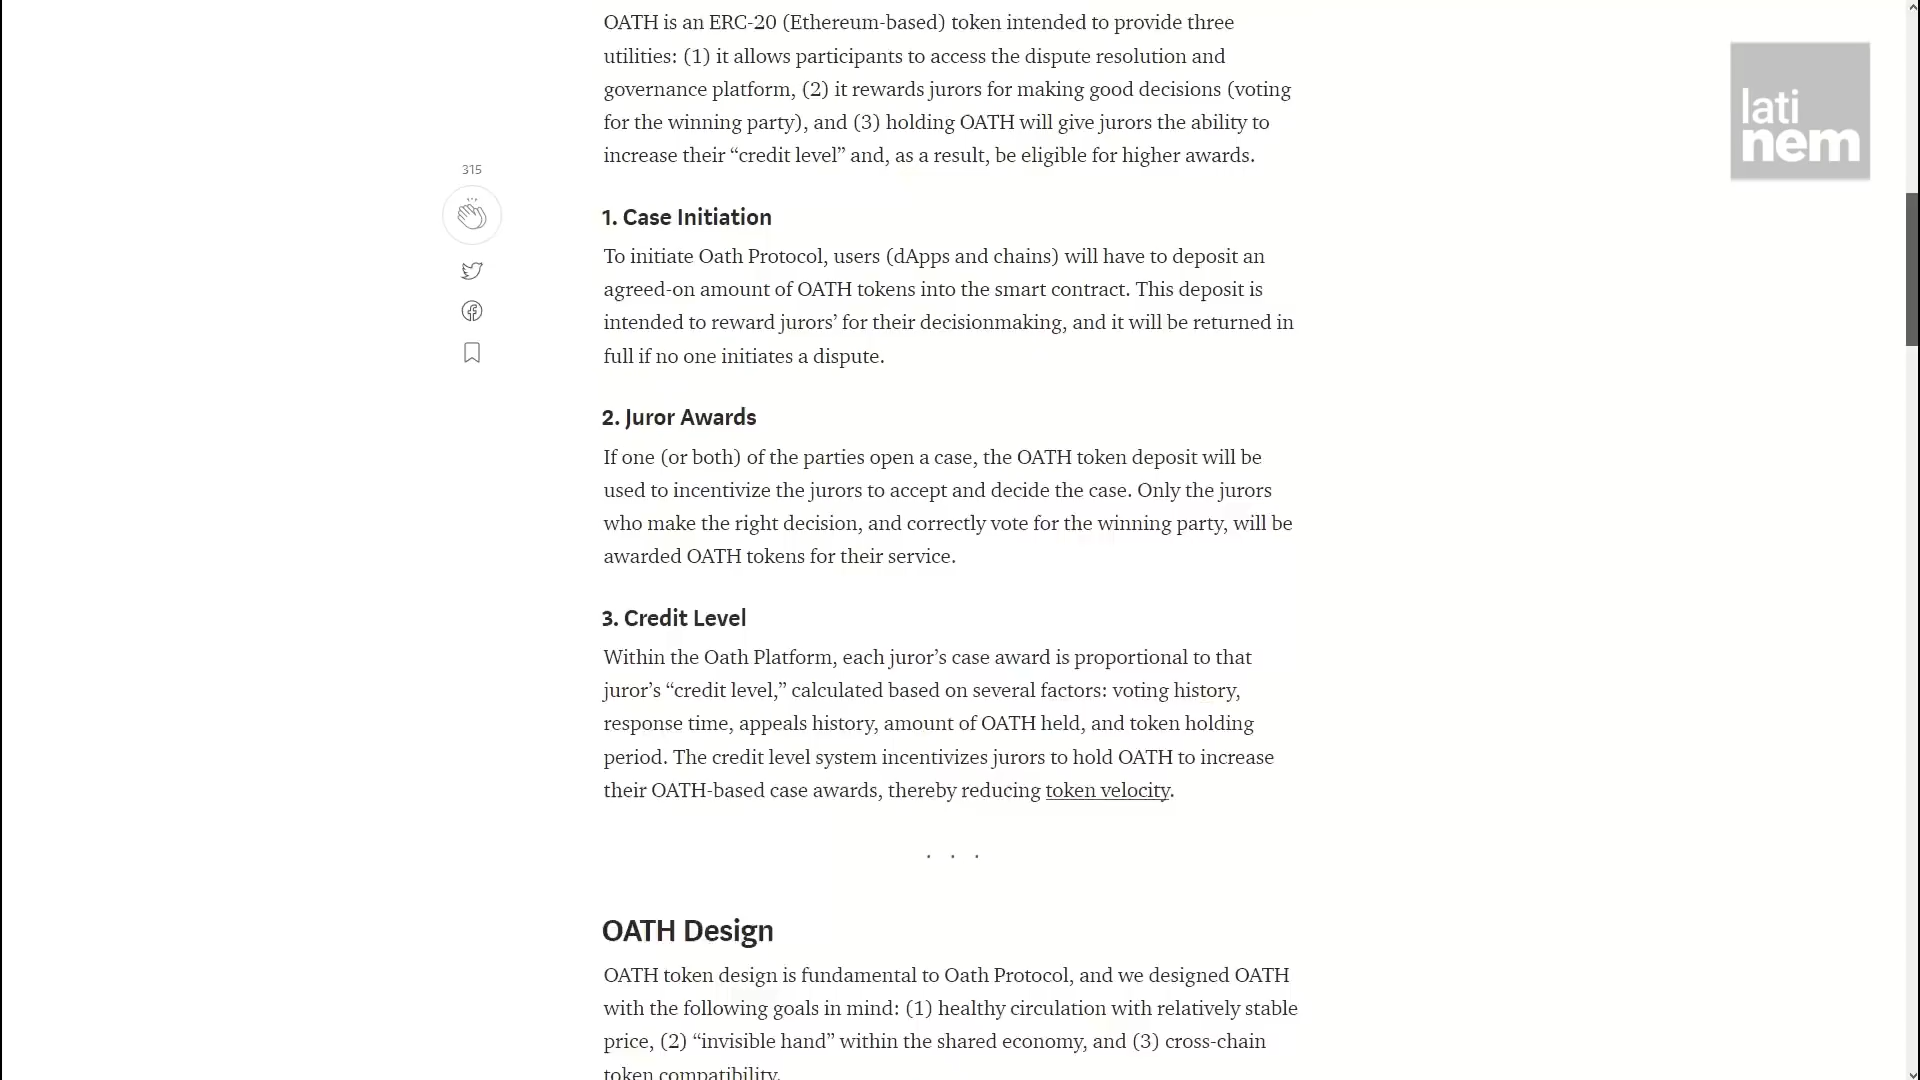 OATH is an ERC-20 (Ethereum-based) token intended to provide three
utilities: (1) it allows participants to access the dispute resolution and
governance platform, (2) it rewards jurors for making good decisions (voting
for the winning party), and (3) holding OATH will give jurors the ability to
increase their “credit level” and, as a result, be eligible for higher awards.
lati
nem
315
1. Case Initiation
To initiate Oath Protocol, users (dApps and chains) will have to deposit an
agreed-on amount of OATH tokens into the smart contract. This deposit is
intended to reward jurors’ for their decisionmaking, and it will be returned in
full if no one initiates a dispute.
2. Juror Awards
If one (or both) of the parties open a case, the OATH token deposit will be
used to incentivize the jurors to accept and decide the case. Only the jurors
who make the right decision, and correctly vote for the winning party, will be
awarded OATH tokens for their service.
3. Credit Level
Within the Oath Platform, each juror’s case award is proportional to that
juror’s “credit level,” calculated based on several factors: voting history,
response time, appeals history, amount of OATH held, and token holding
period. The credit level system incentivizes jurors to hold OATH to increase
their OATH-based case awards, thereby reducing token velocity.
. . .
OATH Design
OATH token design is fundamental to Oath Protocol, and we designed OATH
with the following goals in mind: (1) healthy circulation with relatively stable
price, (2) “invisible hand” within the shared economy, and (3) cross-chain
token compatibility.